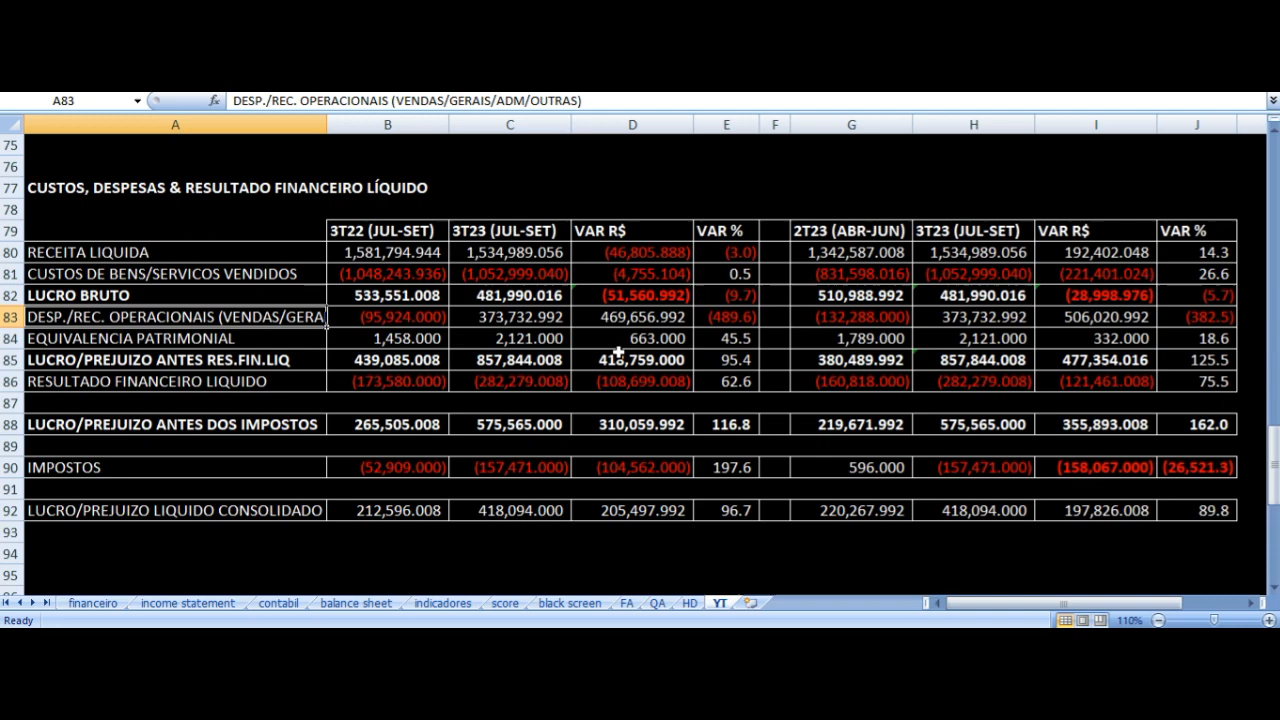 A83 fx DESP./REC. OPERACIONAIS (VENDAS/GERAIS/ADM/OUTRAS)
A B C D E F G H I J
75
76
77 CUSTOS, DESPESAS & RESULTADO FINANCEIRO LÍQUIDO
78
79 3T22 (JUL-SET) 3T23 (JUL-SET) VAR R$ VAR % 2T23 (ABR-JUN) 3T23 (JUL-SET) VAR R$ VAR %
80 RECEITA LIQUIDA 1,581,794.944 1,534,989.056 (46,805.888) (3.0) 1,342,587.008 1,534,989.056 192,402.048 14.3
81 CUSTOS DE BENS/SERVICOS VENDIDOS (1,048,243.936) (1,052,999.040) (4,755.104) 0.5 (831,598.016) (1,052,999.040) (221,401.024) 26.6
82 LUCRO BRUTO 533,551.008 481,990.016 (51,560.992) (9.7) 510,988.992 481,990.016 (28,998.976) (5.7)
83 DESP./REC. OPERACIONAIS (VENDAS/GERA (95,924.000) 373,732.992 469,656.992 (489.6) (132,288.000) 373,732.992 506,020.992 (382.5)
84 EQUIVALENCIA PATRIMONIAL 1,458.000 2,121.000 663.000 45.5 1,789.000 2,121.000 332.000 18.6
85 LUCRO/PREJUIZO ANTES RES.FIN.LIQ 439,085.008 857,844.008 418,759.000 95.4 380,489.992 857,844.008 477,354.016 125.5
86 RESULTADO FINANCEIRO LIQUIDO (173,580.000) (282,279.008) (108,699.008) 62.6 (160,818.000) (282,279.008) (121,461.008) 75.5
87
88 LUCRO/PREJUIZO ANTES DOS IMPOSTOS 265,505.008 575,565.000 310,059.992 116.8 219,671.992 575,565.000 355,893.008 162.0
89
90 IMPOSTOS (52,909.000) (157,471.000) (104,562.000) 197.6 596.000 (157,471.000) (158,067.000) (26,521.3)
91
92 LUCRO/PREJUIZO LIQUIDO CONSOLIDADO 212,596.008 418,094.000 205,497.992 96.7 220,267.992 418,094.000 197,826.008 89.8
93
94
95
financeiro income statement contabil balance sheet indicadores score black screen FA QA HD YT
Ready 110%